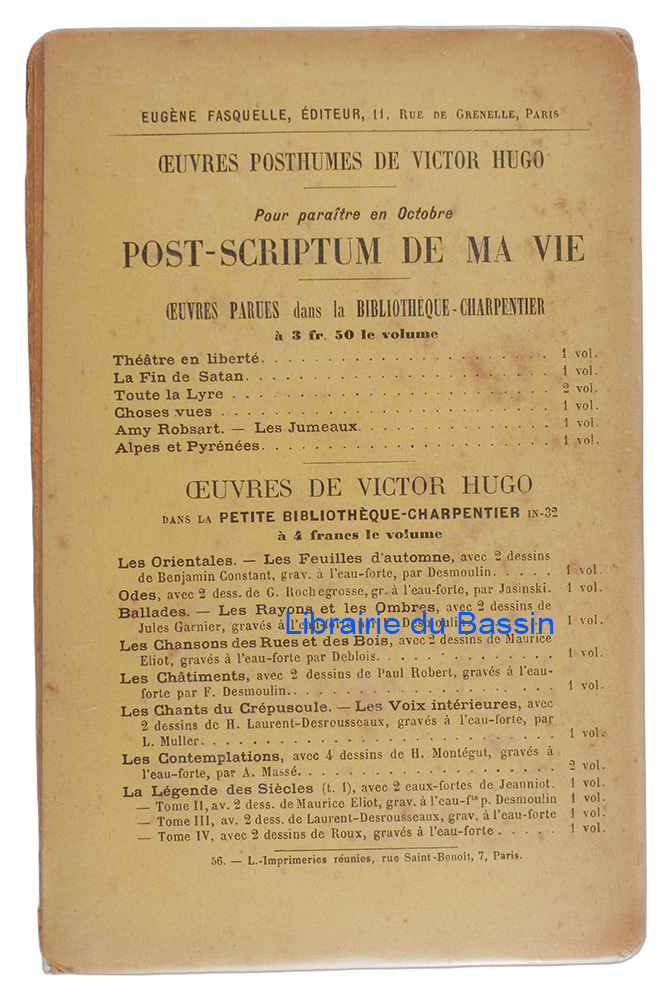 EUGÈNE FASQUELLE, ÉDITEUR, 11, RUE DE GRENELLE, PARIS
ŒUVRES POSTHUMES DE VICTOR HUGO
Pour paraître en Octobre
POST-SCRIPTUM DE MA VIE
ŒUVRES PARUES dans la BIBLIOTHÈQUE-CHARPENTIER
à 3 fr. 50 le volume
Théâtre en liberté. . . . . . . . . . . . . . . . . . . . 1 vol.
La Fin de Satan. . . . . . . . . . . . . . . . . . . . . 1 vol.
Toute la Lyre . . . . . . . . . . . . . . . . . . . . . . 2 vol.
Choses vues . . . . . . . . . . . . . . . . . . . . . . . 1 vol.
Amy Robsart. — Les Jumeaux. . . . . . . . . . . . . 1 vol.
Alpes et Pyrénées. . . . . . . . . . . . . . . . . . . . 1 vol.
ŒUVRES DE VICTOR HUGO
DANS LA PETITE BIBLIOTHÈQUE-CHARPENTIER IN-32
à 4 francs le volume
Les Orientales. — Les Feuilles d'automne, avec 2 dessins
de Benjamin Constant, grav. à l'eau-forte, par Desmoulin. . . . . 1 vol.
Odes, avec 2 dess. de G. Rochegrosse, gr. à l'eau-forte, par Jasinski. 1 vol.
Ballades. — Les Rayons et les Ombres, avec 2 dessins de
Jules Garnier, gravés à l'eau-forte par F. Desmoulin. . . . . . 1 vol.
Librairie du Bassin
Les Chansons des Rues et des Bois, avec 2 dessins de Maurice
Eliot, gravés à l'eau-forte par Deblois. . . . . . . . . . . . . 1 vol.
Les Châtiments, avec 2 dessins de Paul Robert, gravés à l'eau-
forte par F. Desmoulin. . . . . . . . . . . . . . . . . . . . 1 vol.
Les Chants du Crépuscule. — Les Voix intérieures, avec
2 dessins de H. Laurent-Desrousseaux, gravés à l'eau-forte, par
L. Muller. . . . . . . . . . . . . . . . . . . . . . . . . . 1 vol.
Les Contemplations, avec 4 dessins de H. Montégut, gravés à
l'eau-forte, par A. Massé. . . . . . . . . . . . . . . . . . . 2 vol.
La Légende des Siècles (t. I), avec 2 eaux-fortes de Jeanniot. 1 vol.
— Tome II, av. 2 dess. de Maurice Eliot, grav. à l'eau-fte p. Desmoulin 1 vol.
— Tome III, av. 2 dess. de Laurent-Desrousseaux, grav. à l'eau-forte 1 vol.
— Tome IV, avec 2 dessins de Roux, gravés à l'eau-forte . . . . . 1 vol.
56. — L.-Imprimeries réunies, rue Saint-Benoît, 7, Paris.